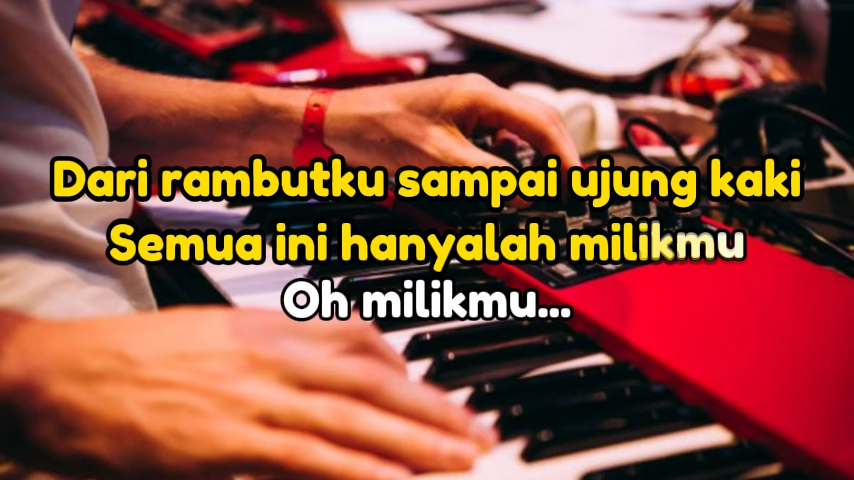 Dari rambutku sampai ujung kaki
Semua ini hanyalah milikmu
Oh milikmu...